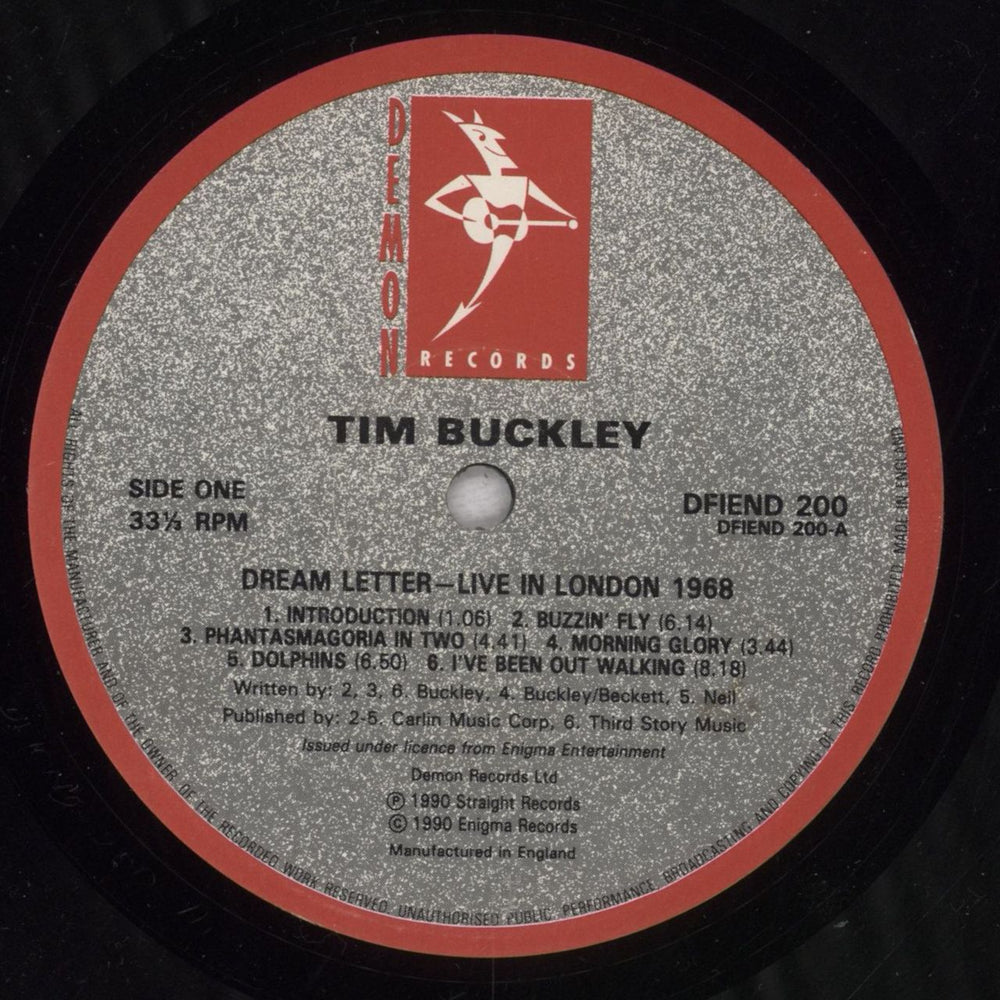 DEMON
RECORDS
TIM BUCKLEY
SIDE ONE
33⅓ RPM
DFIEND 200
DFIEND 200-A
DREAM LETTER—LIVE IN LONDON 1968
1. INTRODUCTION (1.06) 2. BUZZIN' FLY (6.14)
3. PHANTASMAGORIA IN TWO (4.41) 4. MORNING GLORY (3.44)
5. DOLPHINS (6.50) 6. I'VE BEEN OUT WALKING (8.18)
Written by: 2, 3, 6. Buckley, 4. Buckley/Beckett, 5. Neil
Published by: 2-5. Carlin Music Corp, 6. Third Story Music
Issued under licence from Enigma Entertainment
Demon Records Ltd
Ⓟ 1990 Straight Records
© 1990 Enigma Records
Manufactured in England
ALL RIGHTS OF THE MANUFACTURER AND OF THE OWNER OF THE RECORDED WORK RESERVED. UNAUTHORISED PUBLIC PERFORMANCE, BROADCASTING AND COPYING OF THIS RECORD PROHIBITED. MADE IN ENGLAND